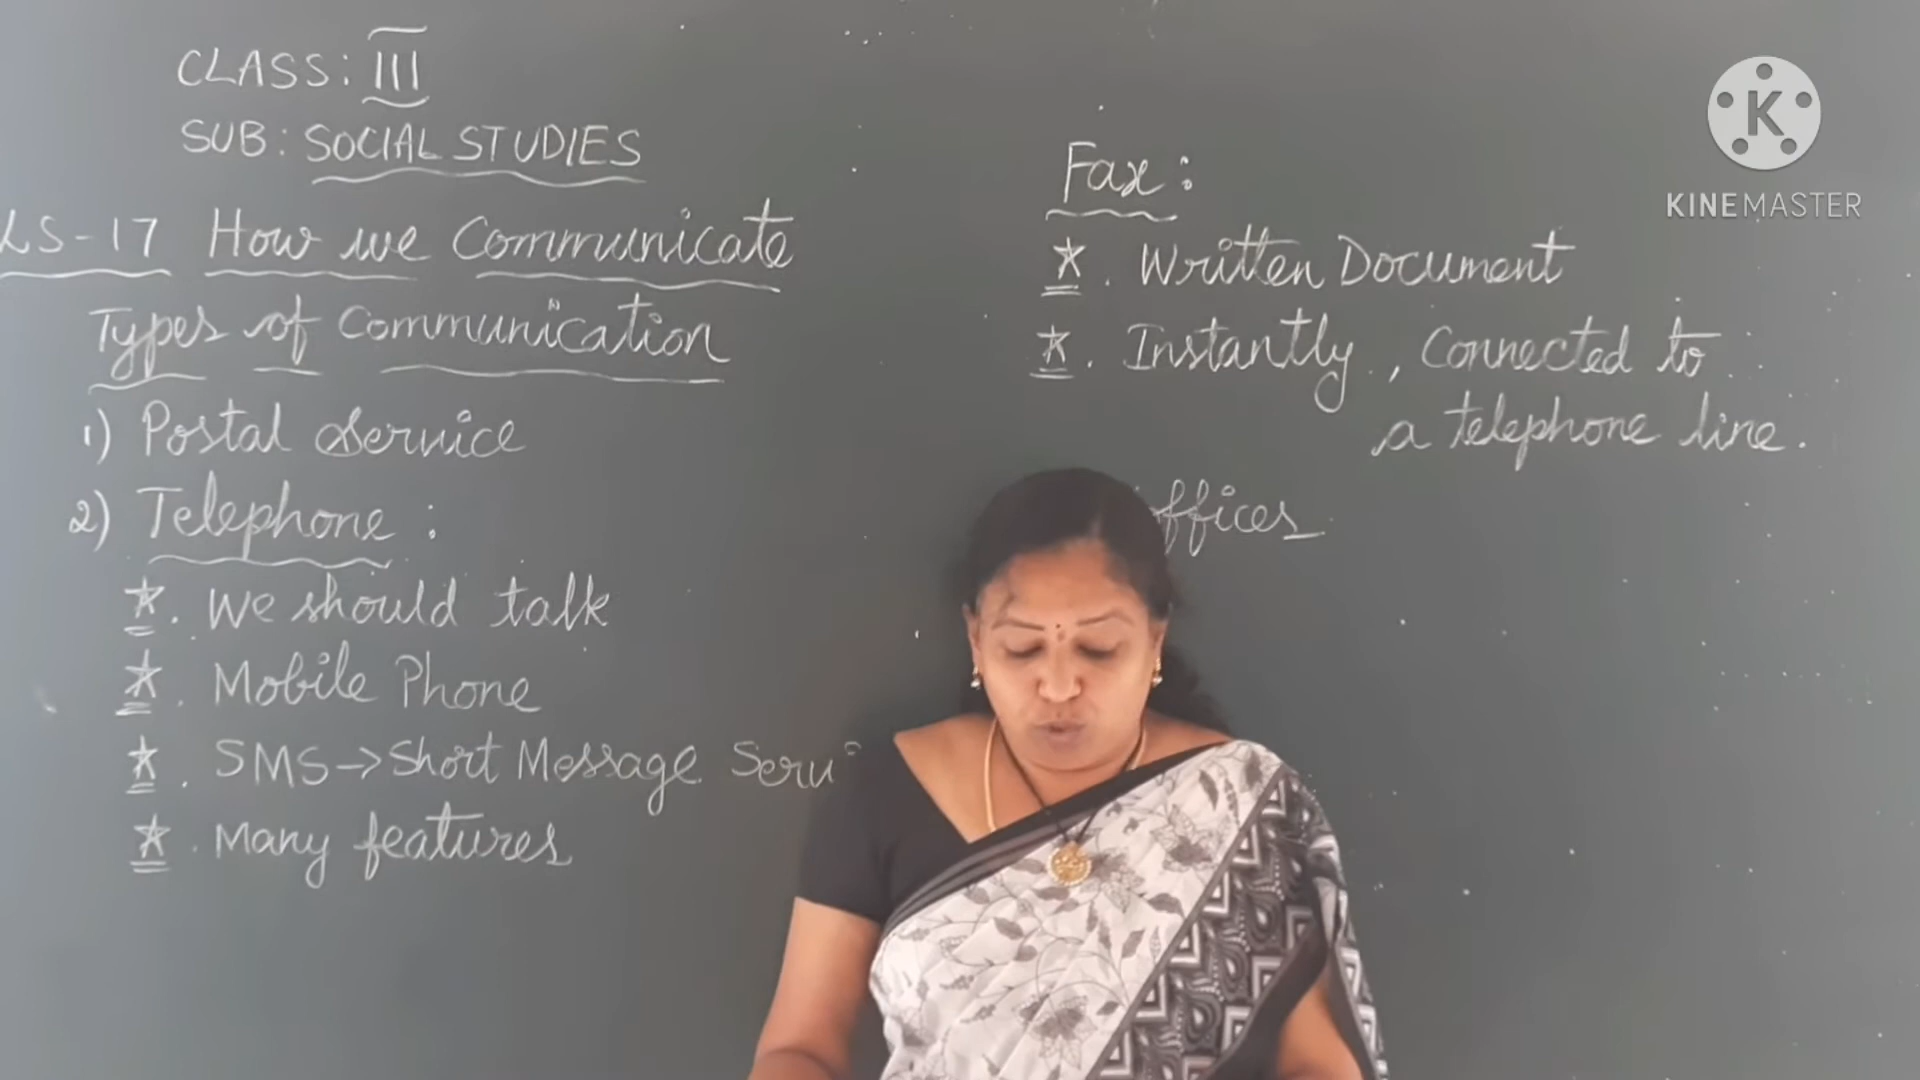 CLASS: III
SUB: SOCIAL STUDIES
LS-17 How we Communicate
Types of Communication
1) Postal Service
2) Telephone :
★. We should talk
★. Mobile Phone
★. SMS → Short Message
★. Many features
Fax :
★. Written Document
★. Instantly, Connected to
a telephone line.
offices
K
KINEMASTER